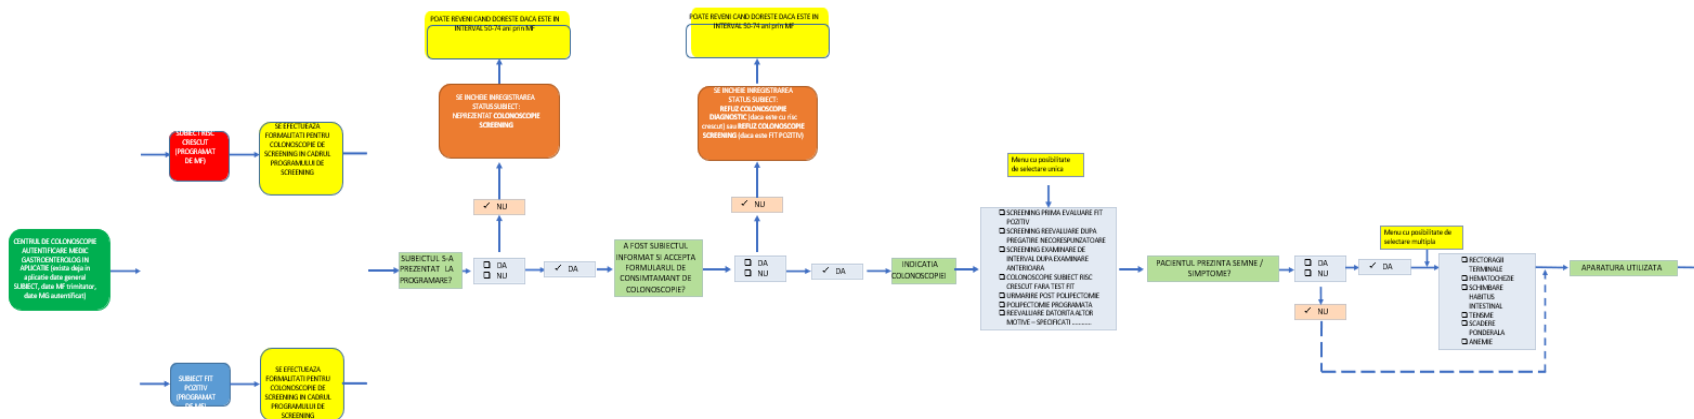 CENTRUL DE COLONOSCOPIE
AUTENTIFICARE MEDIC
GASTROENTEROLOG IN
APLICATIE (exista deja in
aplicatie date general
SUBIECT, date MF trimitator,
date MG autentificat)
SUBIECT RISC
CRESCUT
(PROGRAMAT
DE MF)
SE EFECTUEAZA
FORMALITATI PENTRU
COLONOSCOPIE DE
SCREENING IN CADRUL
PROGRAMULUI DE
SCREENING
SUBIECT FIT
POZITIV
(PROGRAMAT
DE MF)
SE EFECTUEAZA
FORMALITATI PENTRU
COLONOSCOPIE DE
SCREENING IN CADRUL
PROGRAMULUI DE
SCREENING
SUBEICTUL S-A
PREZENTAT LA
PROGRAMARE?
❑ DA
❑ NU
✓ NU
SE INCHEIE INREGISTRAREA
STATUS SUBIECT:
NEPREZENTAT COLONOSCOPIE
SCREENING
POATE REVENI CAND DORESTE DACA ESTE IN
INTERVAL 50-74 ani prin MF
✓ DA
A FOST SUBIECTUL
INFORMAT SI ACCEPTA
FORMULARUL DE
CONSIMTAMANT DE
COLONOSCOPIE?
❑ DA
❑ NU
✓ NU
SE INCHEIE INREGISTRAREA
STATUS SUBIECT:
REFUZ COLONOSCOPIE
DIAGNOSTIC (daca este cu risc
crescut) sau REFUZ COLONOSCOPIE
SCREENING (daca este FIT POZITIV)
POATE REVENI CAND DORESTE DACA ESTE IN
INTERVAL 50-74 ani prin MF
✓ DA
INDICATIA
COLONOSCOPIEI
Menu cu posibilitate
de selectare unica
❑ SCREENING PRIMA EVALUARE FIT
POZITIV
❑ SCREENING REEVALUARE DUPA
PREGATIRE NECORESPUNZATOARE
❑ SCREENING EXAMINARE DE
INTERVAL DUPA EXAMINARE
ANTERIOARA
❑ COLONOSCOPIE SUBIECT RISC
CRESCUT FARA TEST FIT
❑ URMARIRE POST POLIPECTOMIE
❑ POLIPECTOMIE PROGRAMATA
❑ REEVALUARE DATORITA ALTOR
MOTIVE – SPECIFICATI ...........
PACIENTUL PREZINTA SEMNE /
SIMPTOME?
❑ DA
❑ NU
✓ NU
✓ DA
Menu cu posibilitate de
selectare multipla
❑ RECTORAGII
TERMINALE
❑ HEMATOCHEZIE
❑ SCHIMBARE
HABITUS
INTESTINAL
❑ TENSME
❑ SCADERE
PONDERALA
❑ ANEMIE
APARATURA UTILIZATA